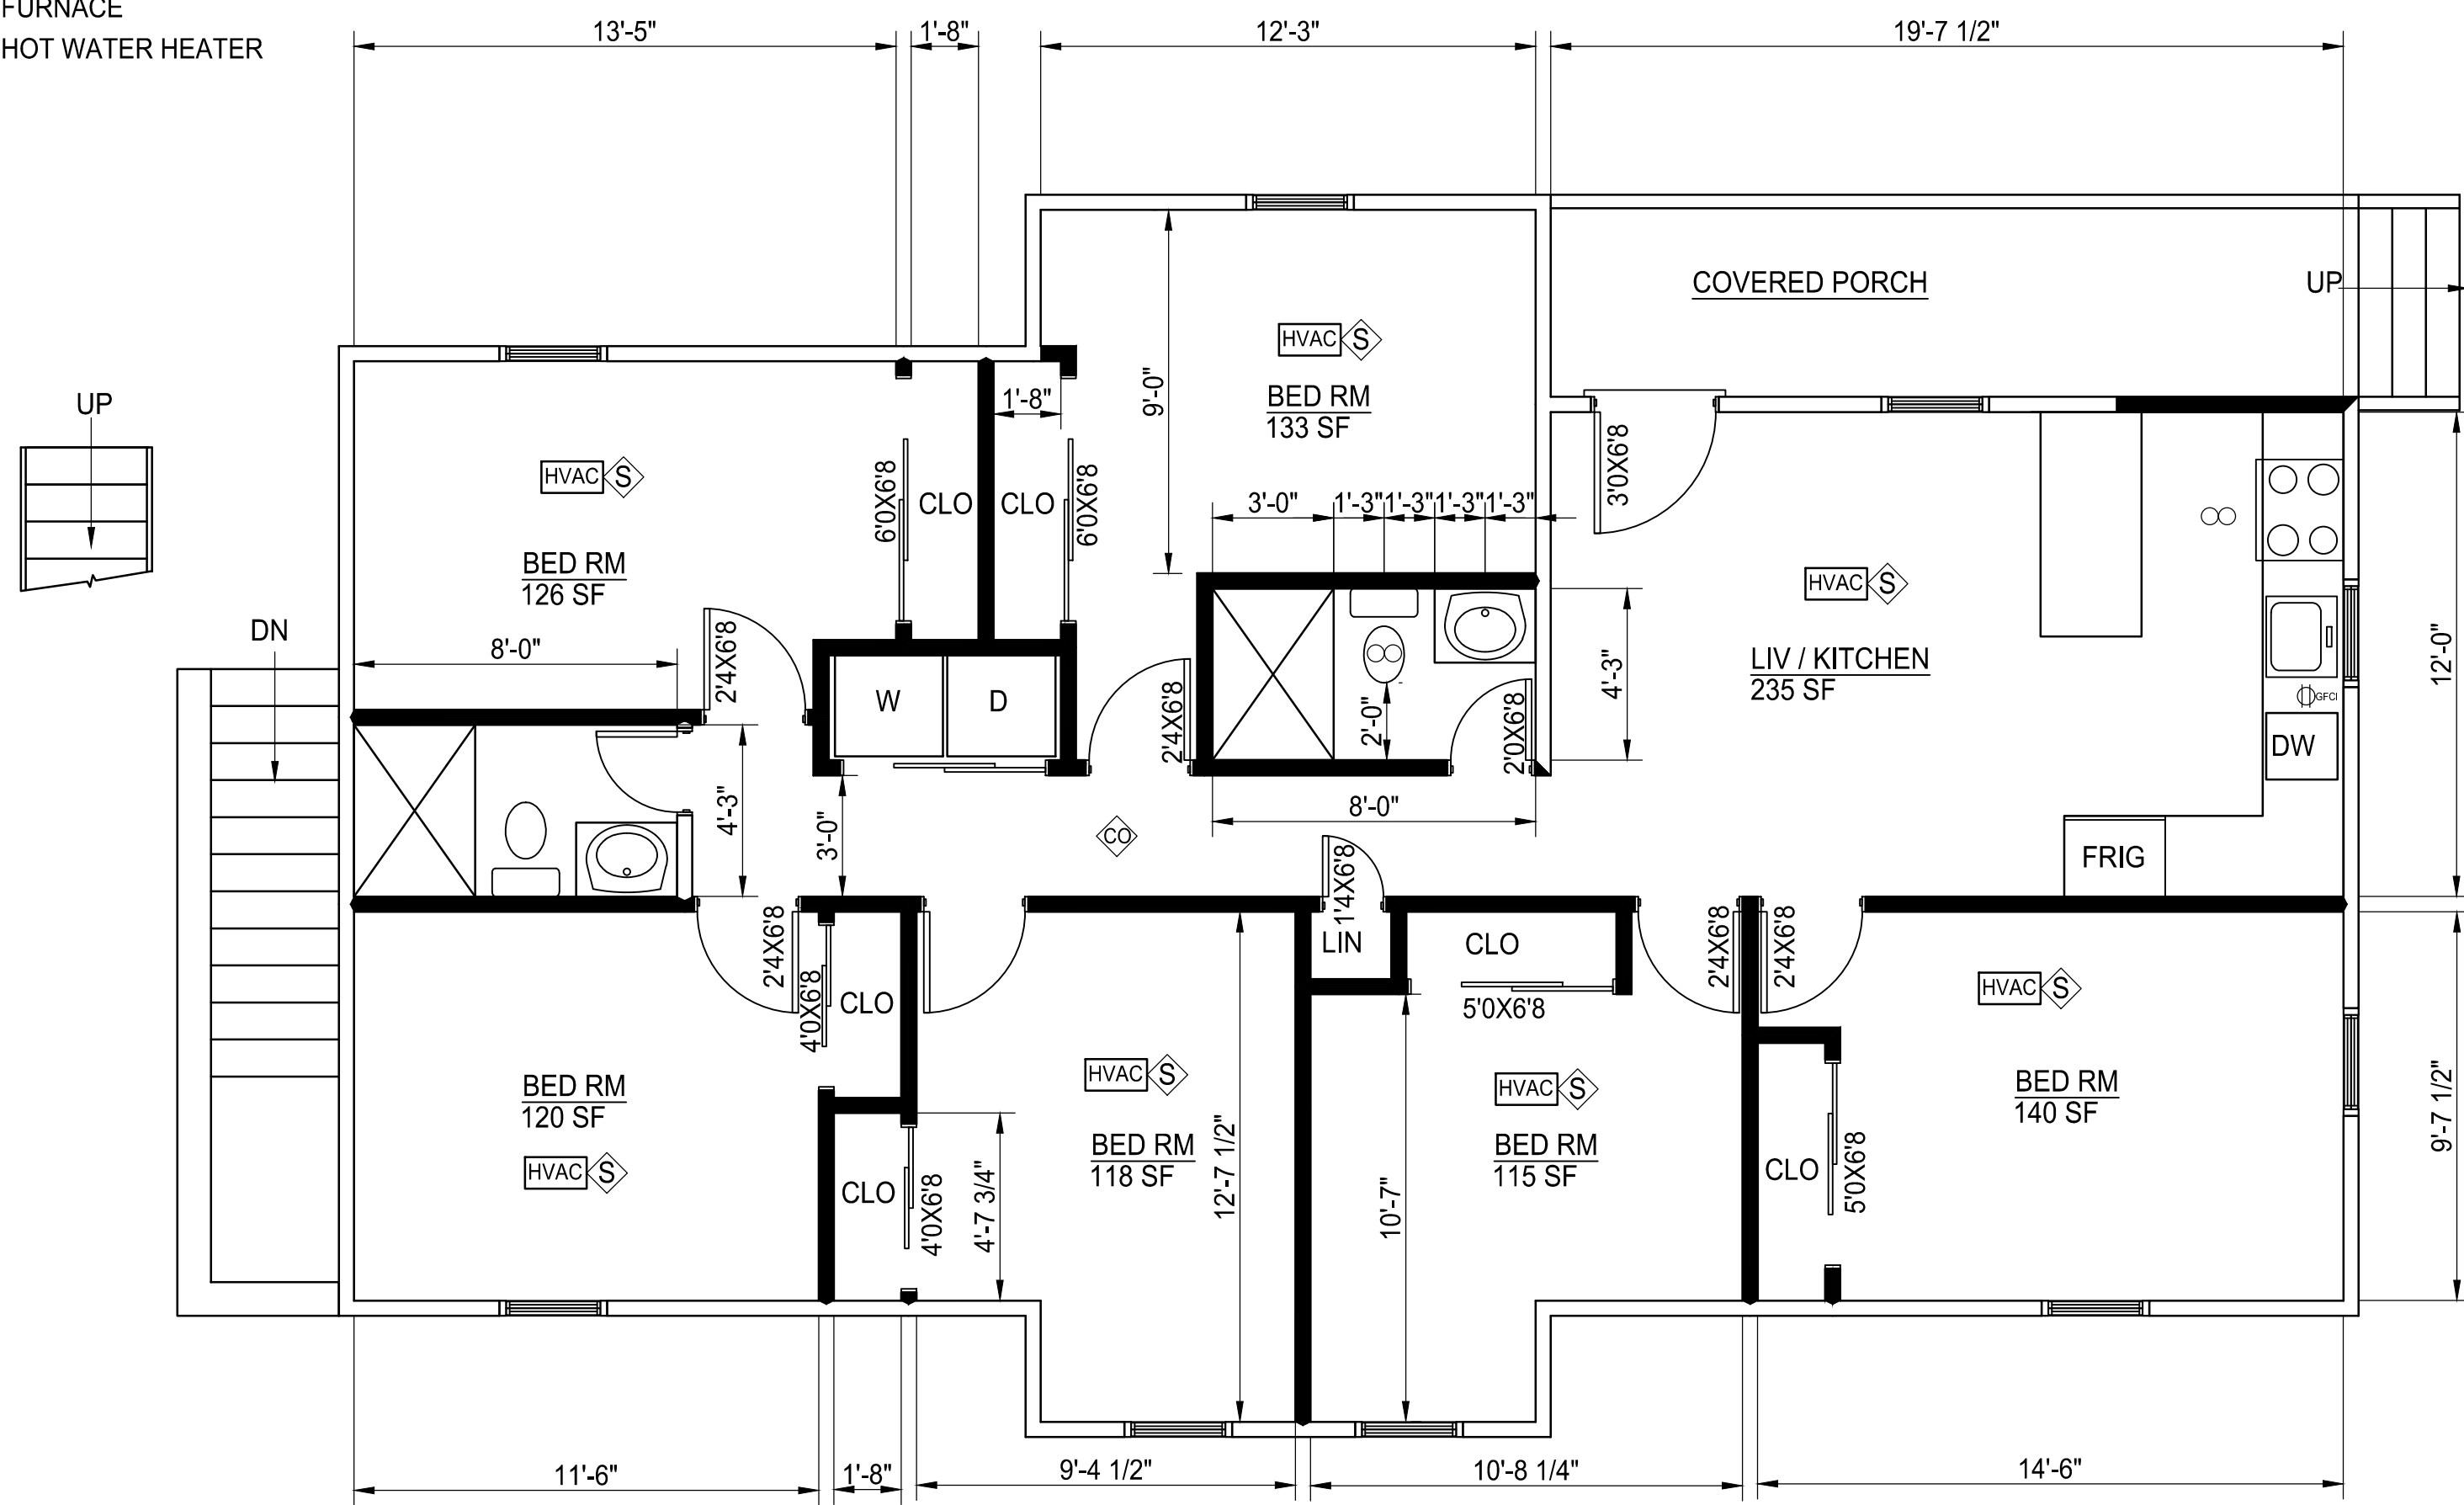 FURNACE
HOT WATER HEATER
13'-5"
1'-8"
12'-3"
19'-7 1/2"
COVERED PORCH
UP
HVAC S
BED RM
133 SF
9'-0"
1'-8"
UP
HVAC S
BED RM
126 SF
6'0X6'8
CLO
CLO
6'0X6'8
3'-0"
1'-3"
1'-3"
1'-3"
1'-3"
3'0X6'8
HVAC S
LIV / KITCHEN
235 SF
GFCI
DW
FRIG
12'-0"
DN
8'-0"
2'4X6'8
W
D
2'4X6'8
2'-0"
2'0X6'8
4'-3"
4'-3"
3'-0"
8'-0"
CO
1'4X6'8
LIN
2'4X6'8
4'0X6'8
CLO
CLO
5'0X6'8
2'4X6'8
2'4X6'8
HVAC S
BED RM
140 SF
9'-7 1/2"
BED RM
120 SF
HVAC S
CLO
4'0X6'8
4'-7 3/4"
HVAC S
BED RM
118 SF
12'-7 1/2"
10'-7"
HVAC S
BED RM
115 SF
CLO
5'0X6'8
11'-6"
1'-8"
9'-4 1/2"
10'-8 1/4"
14'-6"